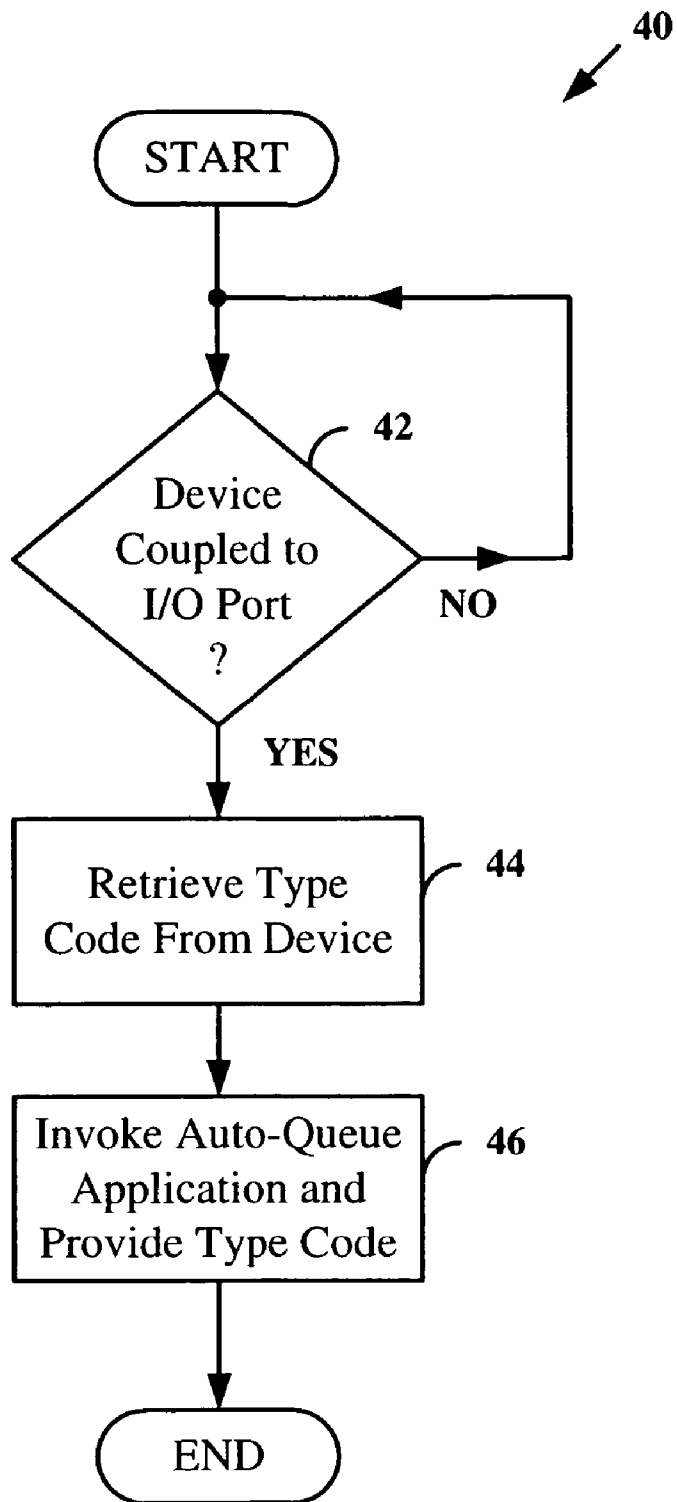 40
START
42
Device
Coupled to
I/O Port
?
NO
YES
44
Retrieve Type
Code From Device
46
Invoke Auto-Queue
Application and
Provide Type Code
END